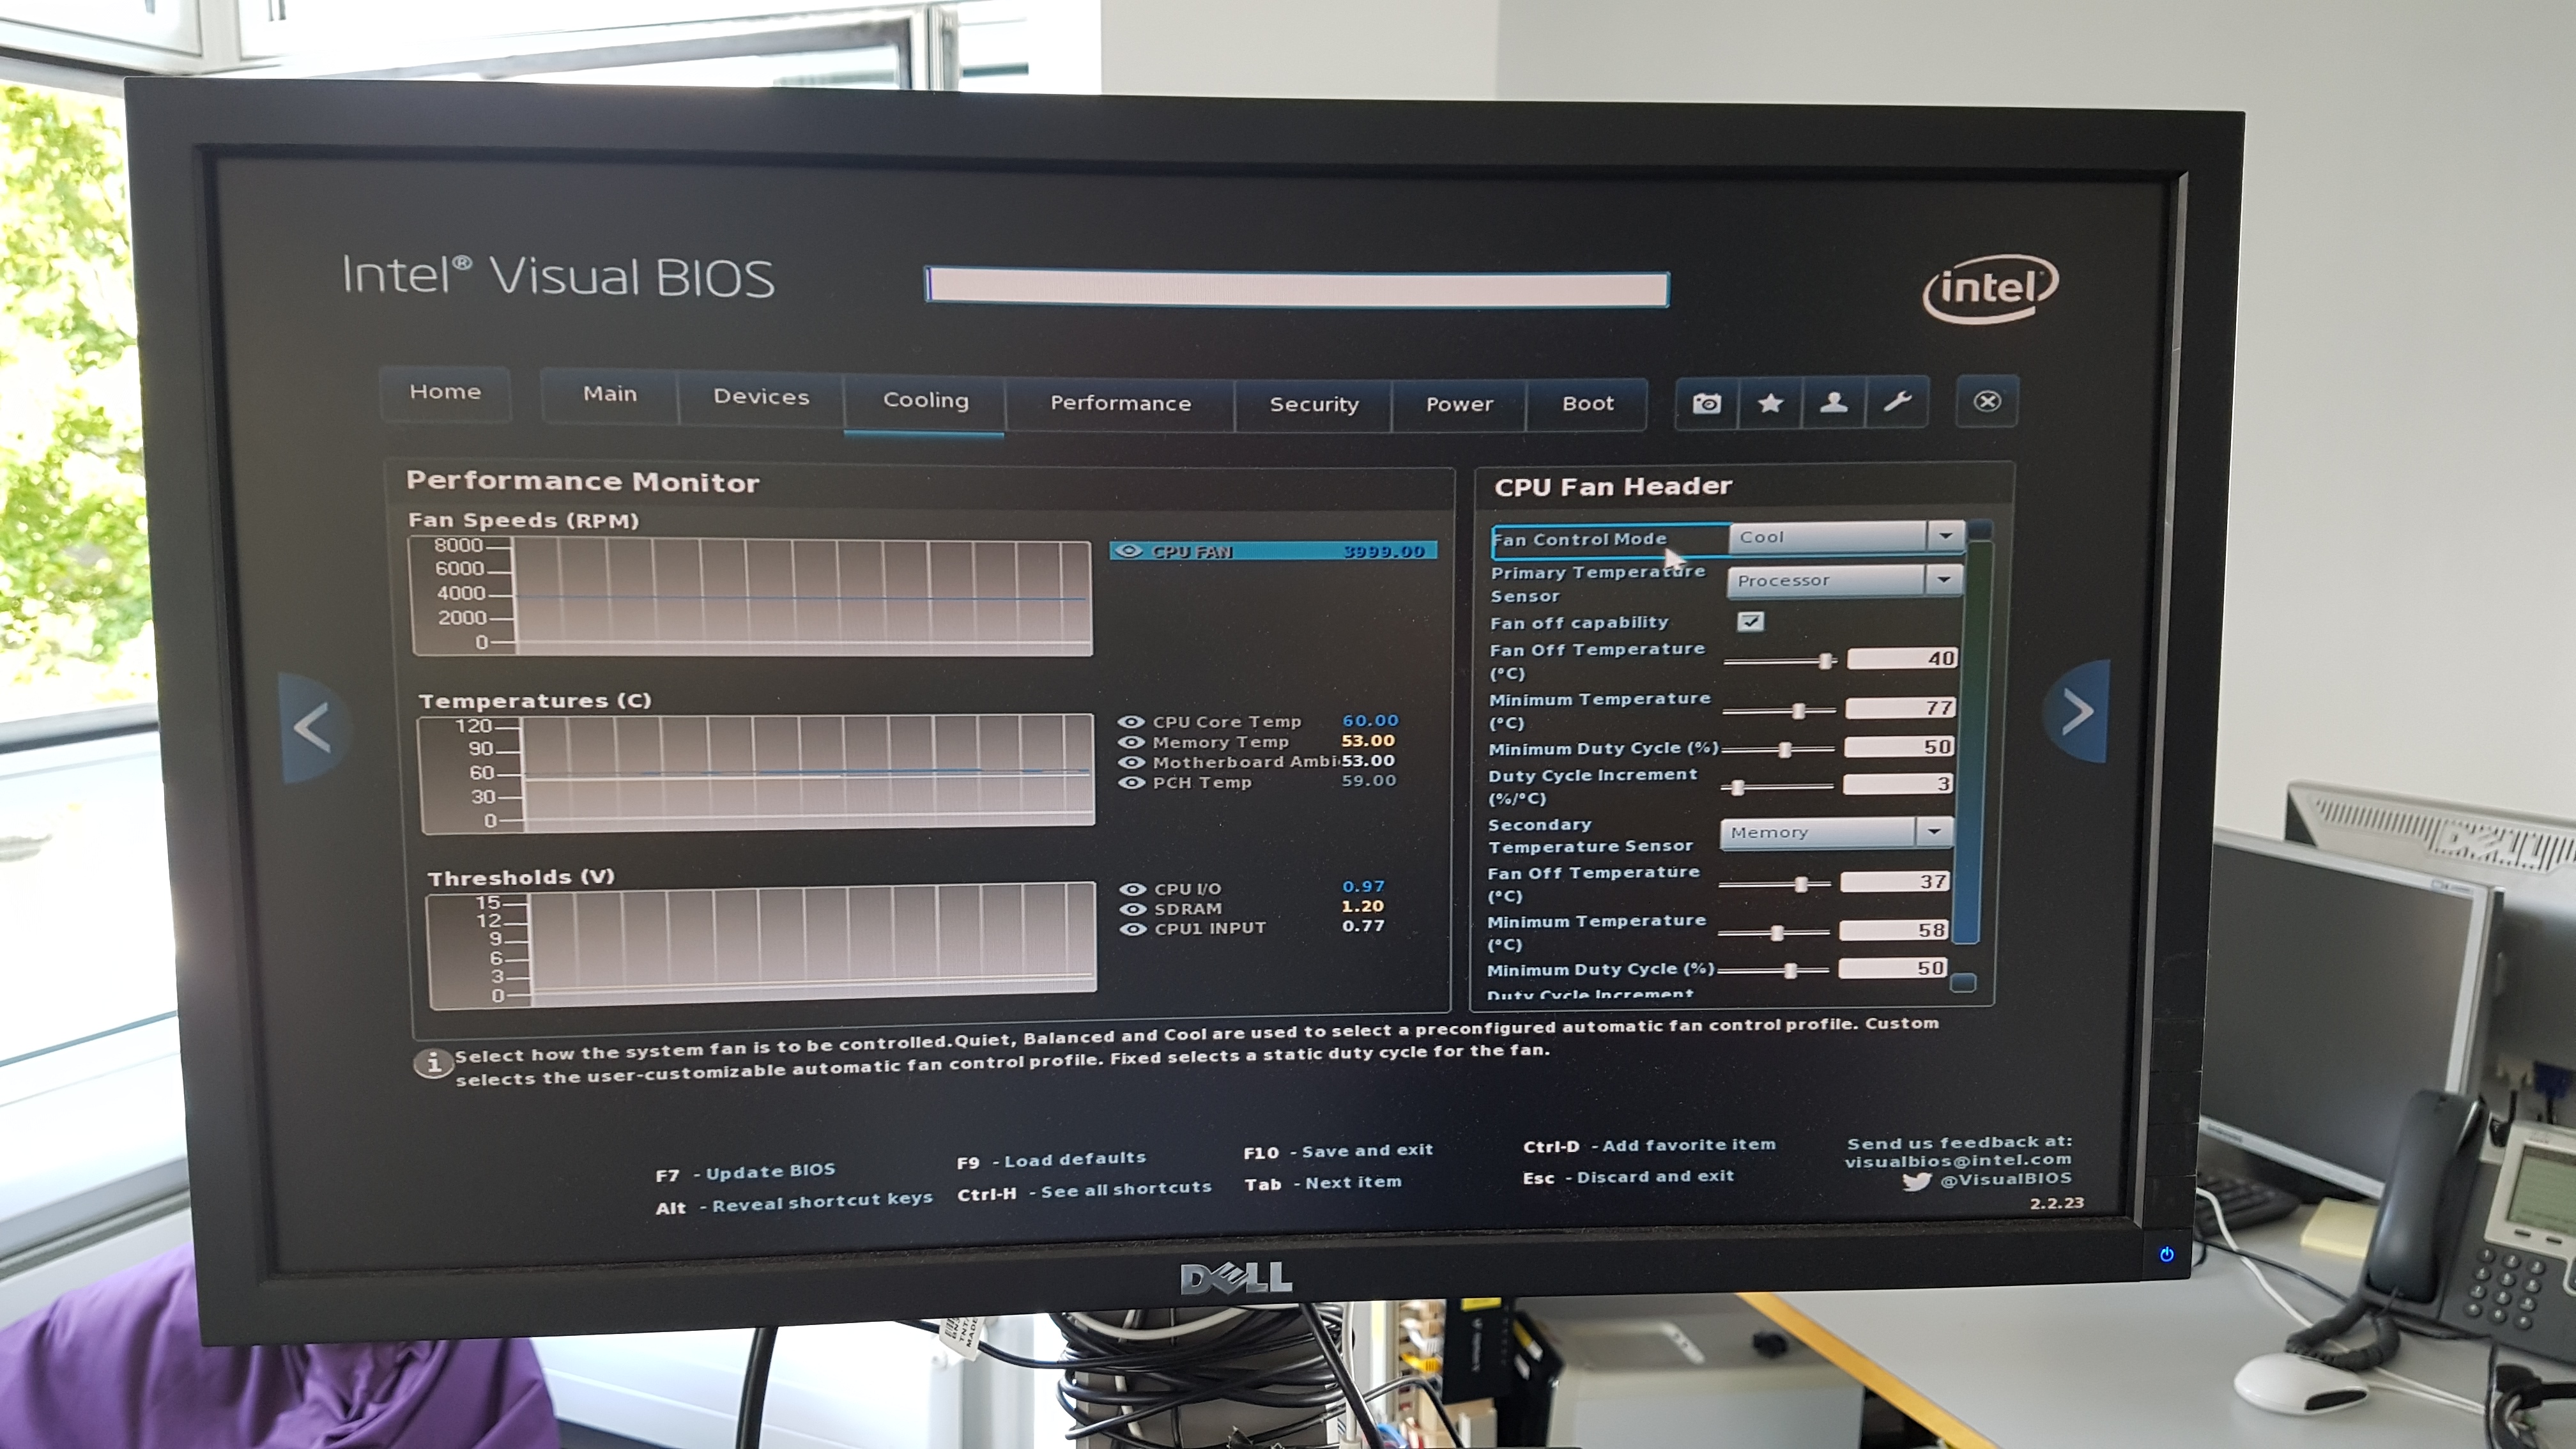 Intel® Visual BIOS
intel
Home
Main
Devices
Cooling
Performance
Security
Power
Boot
Performance Monitor
Fan Speeds (RPM)
8000
6000
4000
2000
0
CPU FAN 3999.00
Temperatures (C)
120
90
60
30
0
CPU Core Temp 60.00
Memory Temp 53.00
Motherboard Ambi 53.00
PCH Temp 59.00
Thresholds (V)
15
12
9
6
3
0
CPU I/O 0.97
SDRAM 1.20
CPU1 INPUT 0.77
CPU Fan Header
Fan Control Mode Cool
Primary Temperature
Sensor
Processor
Fan off capability
Fan Off Temperature
(°C)
40
Minimum Temperature
(°C)
77
Minimum Duty Cycle (%) 50
Duty Cycle Increment
(%/°C)
3
Secondary
Temperature Sensor
Memory
Fan Off Temperature
(°C)
37
Minimum Temperature
(°C)
58
Minimum Duty Cycle (%) 50
Duty Cycle Increment
Select how the system fan is to be controlled.Quiet, Balanced and Cool are used to select a preconfigured automatic fan control profile. Custom
selects the user-customizable automatic fan control profile. Fixed selects a static duty cycle for the fan.
F7 - Update BIOS
F9 - Load defaults
F10 - Save and exit
Ctrl-D - Add favorite item
Alt - Reveal shortcut keys
Ctrl-H - See all shortcuts
Tab - Next item
Esc - Discard and exit
Send us feedback at:
visualbios@intel.com
@VisualBIOS
2.2.23
DELL
DELL